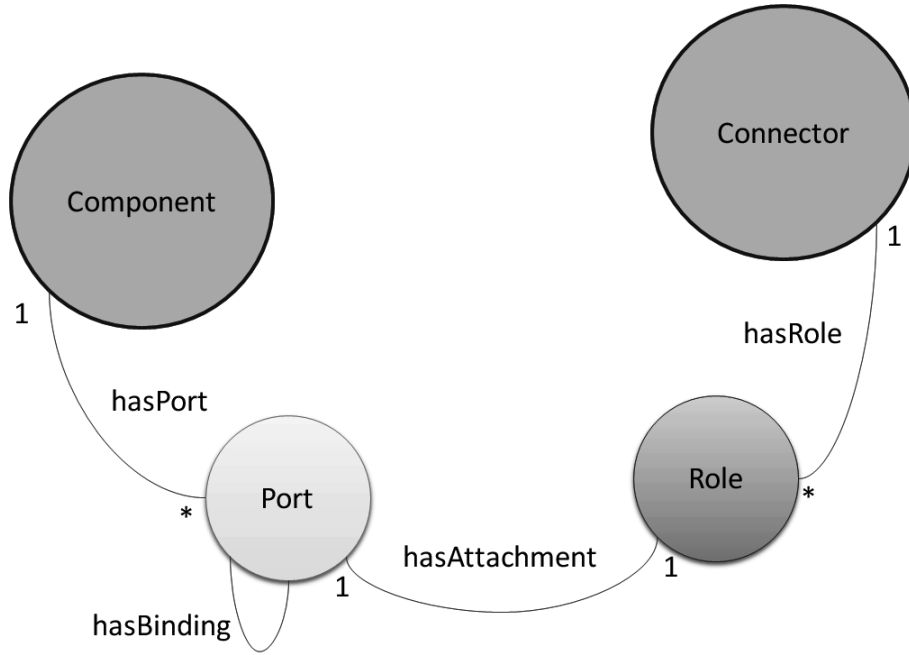 Connector
Component
1
1
hasRole
hasPort
Role
*
Port
*
hasAttachment
1
1
hasBinding